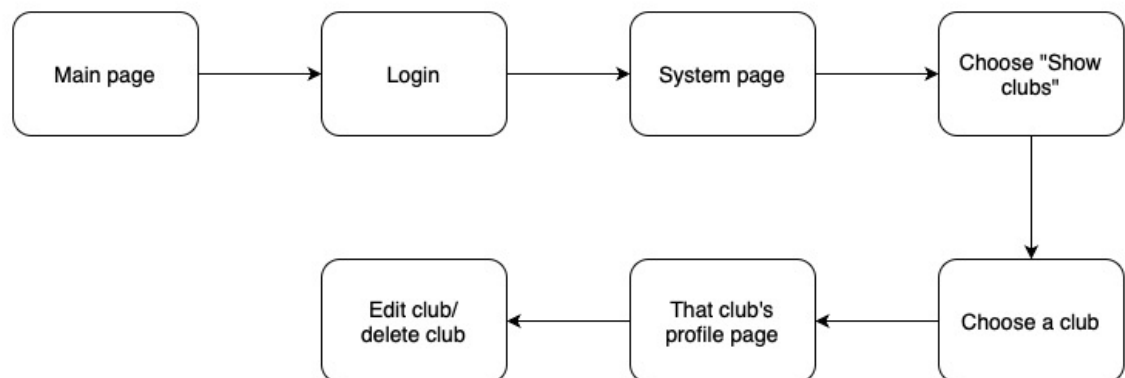 Main page
Login
System page
Choose "Show
clubs"
Choose a club
That club's
profile page
Edit club/
delete club